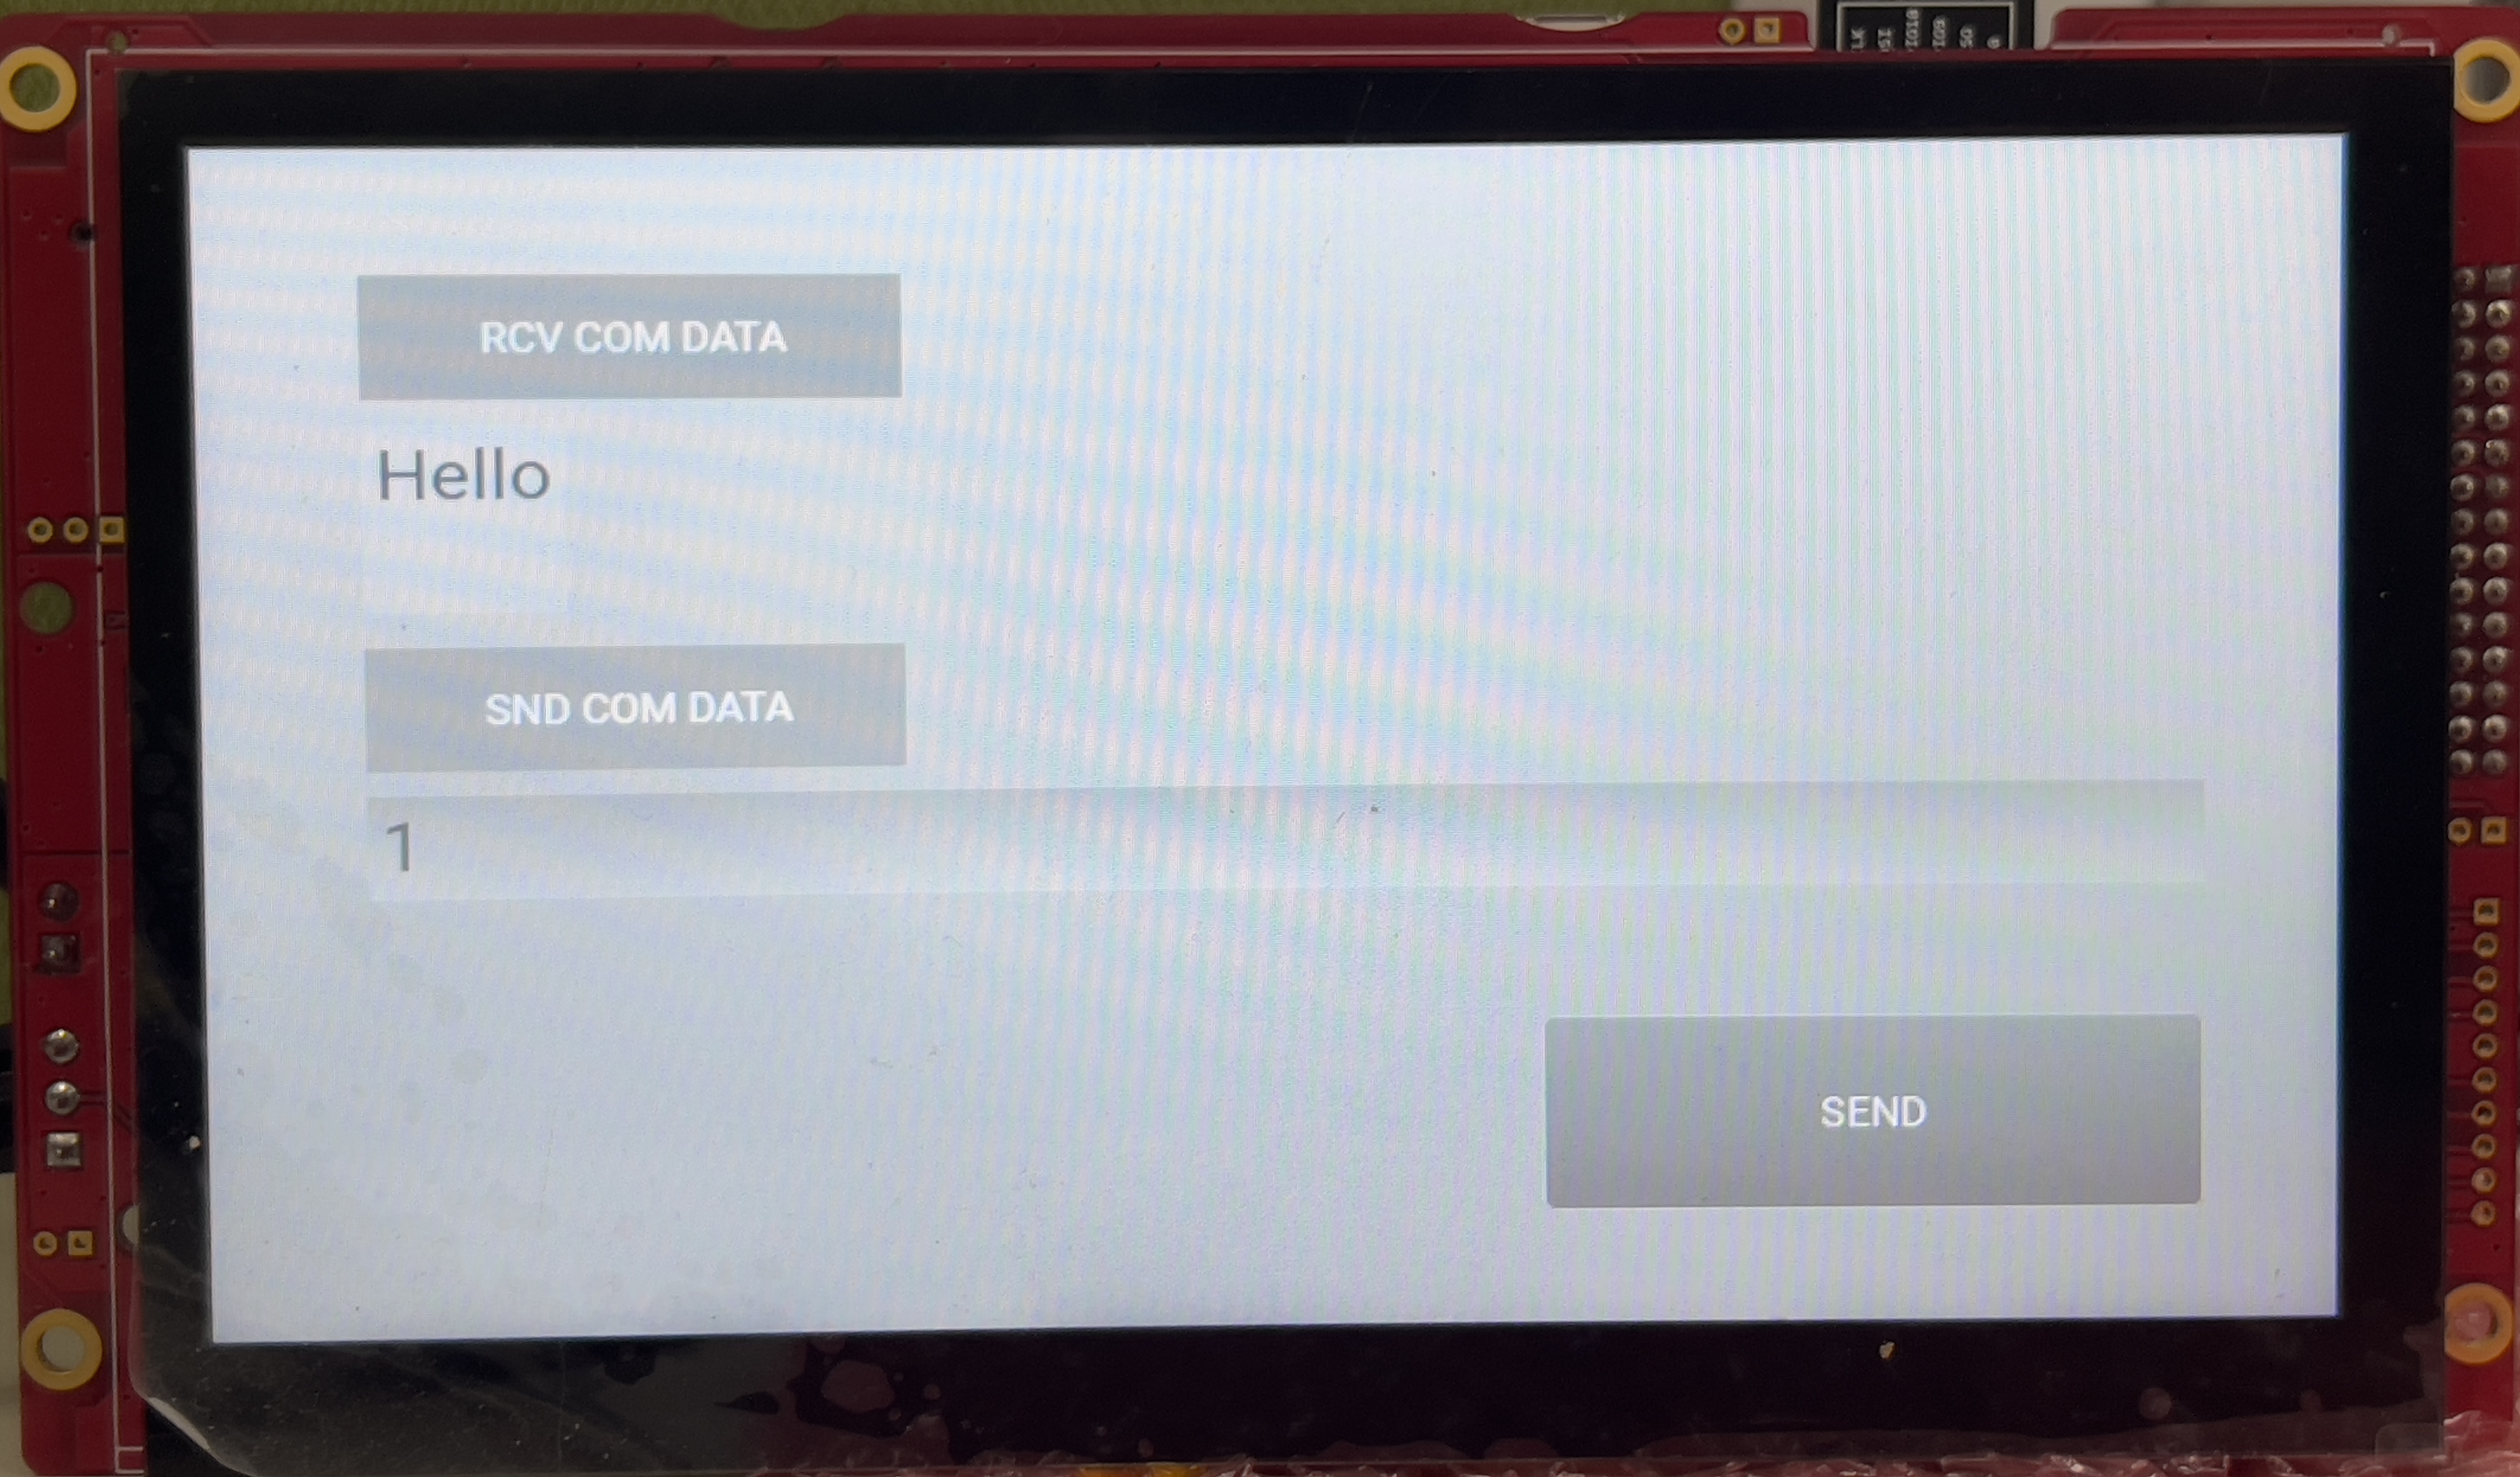 RCV COM DATA
Hello
SND COM DATA
1
SEND